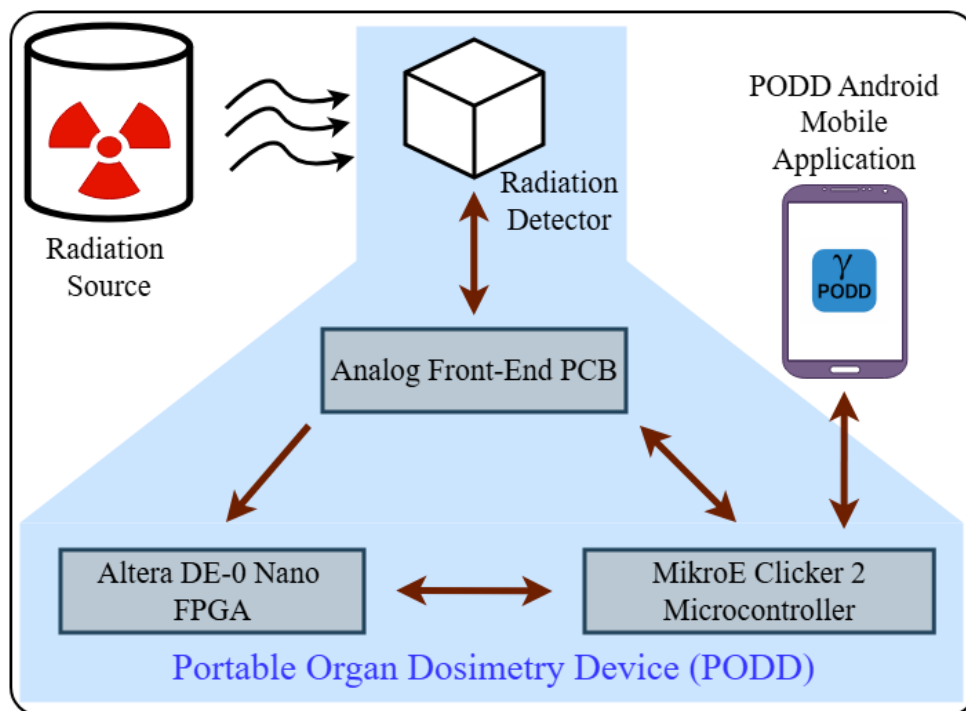 Radiation
Source
Radiation
Detector
PODD Android
Mobile
Application
γ
PODD
Analog Front-End PCB
Altera DE-0 Nano
FPGA
MikroE Clicker 2
Microcontroller
Portable Organ Dosimetry Device (PODD)